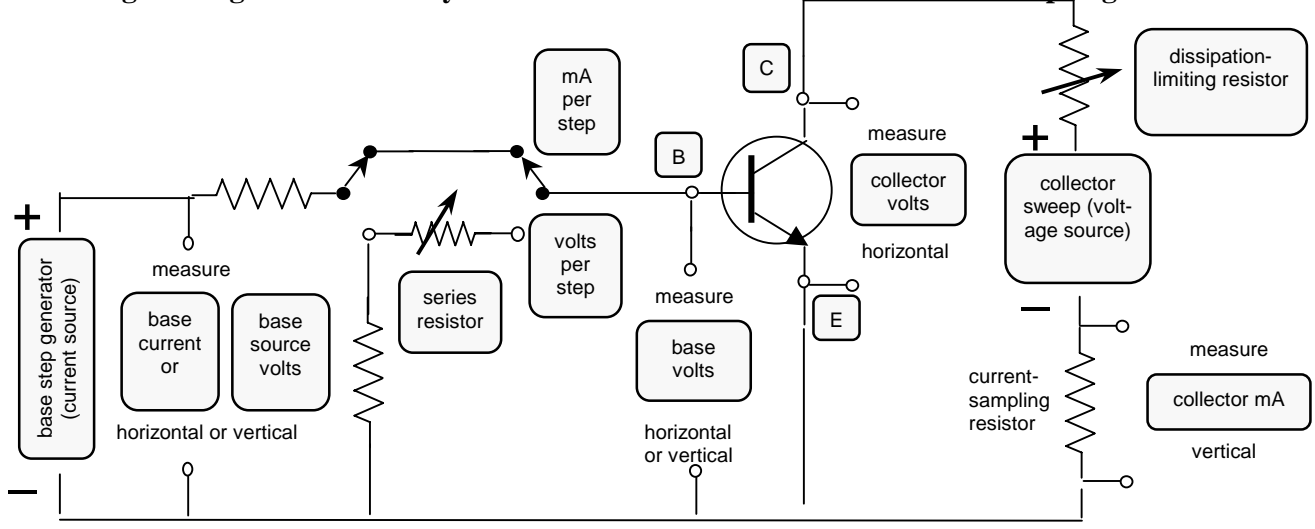 mA
per
step
C
dissipation-
limiting resistor
measure
collector
volts
horizontal
+
collector
sweep (volt-
age source)
−
B
+
base step generator
(current source)
−
measure
base
current
or
base
source
volts
horizontal or vertical
series
resistor
volts
per
step
measure
base
volts
horizontal
or vertical
E
current-
sampling
resistor
measure
collector mA
vertical